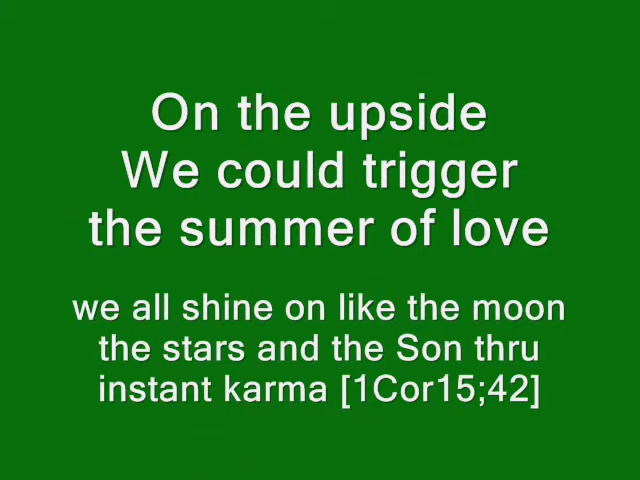 On the upside
We could trigger
the summer of love
we all shine on like the moon
the stars and the Son thru
instant karma [1Cor15;42]